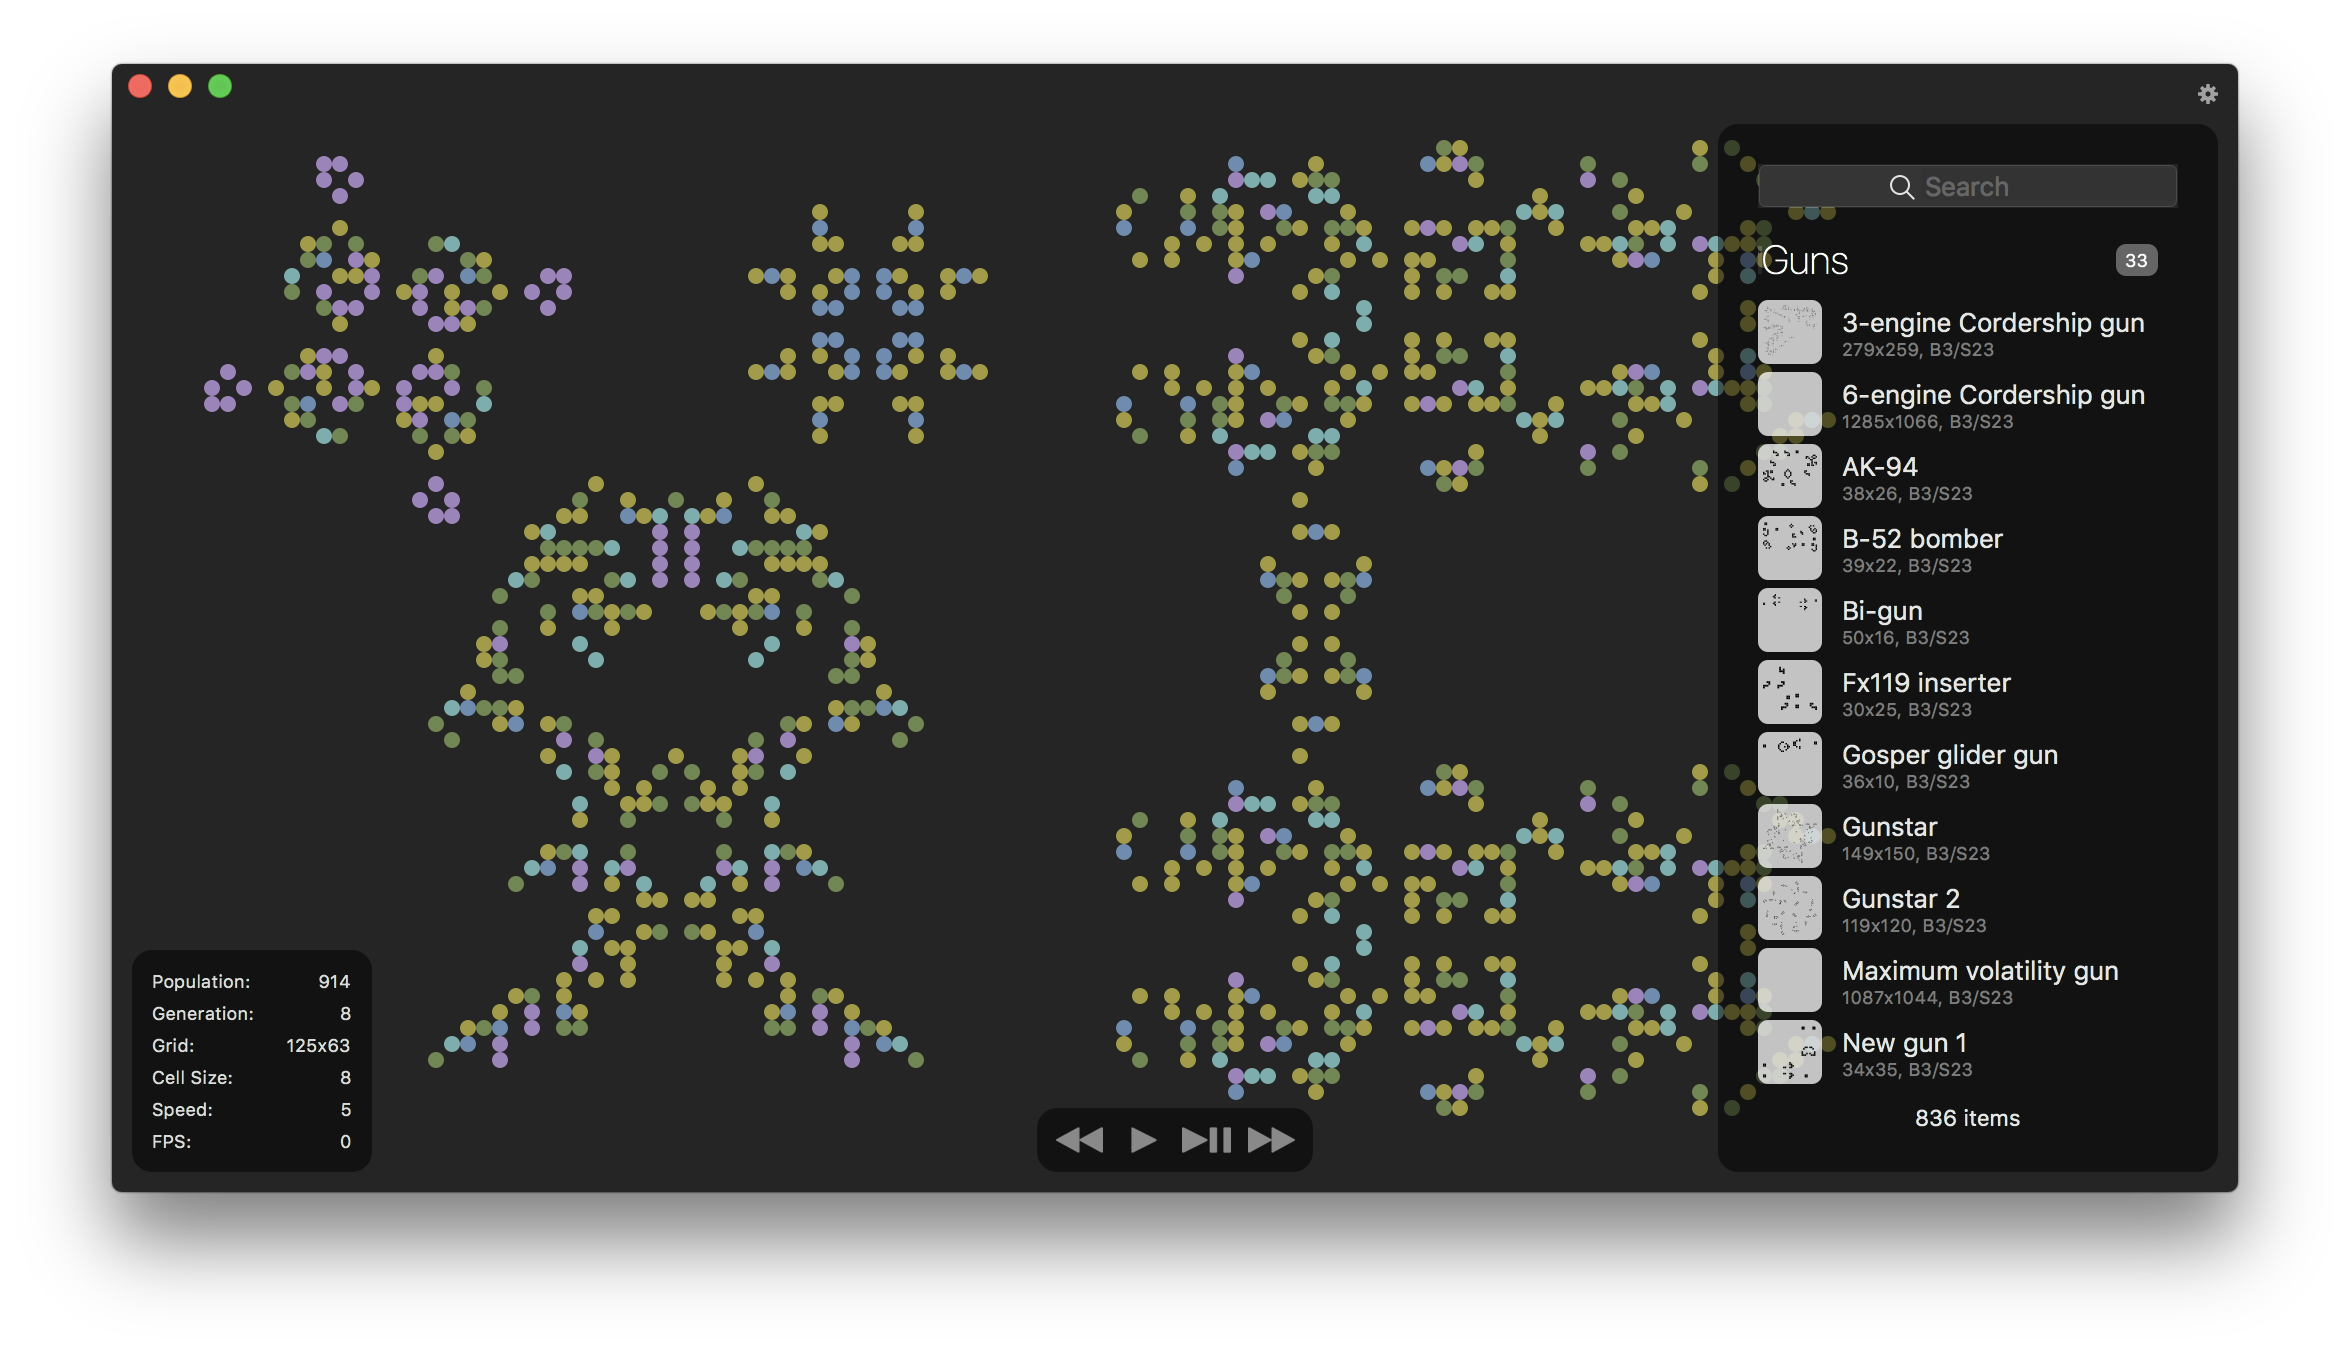 Search
Guns 33
3-engine Cordership gun
279x259, B3/S23
6-engine Cordership gun
1285x1066, B3/S23
AK-94
38x26, B3/S23
B-52 bomber
39x22, B3/S23
Bi-gun
50x16, B3/S23
Fx119 inserter
30x25, B3/S23
Gosper glider gun
36x10, B3/S23
Gunstar
149x150, B3/S23
Gunstar 2
119x120, B3/S23
Maximum volatility gun
1087x1044, B3/S23
New gun 1
34x35, B3/S23
836 items
Population: 914
Generation: 8
Grid: 125x63
Cell Size: 8
Speed: 5
FPS: 0